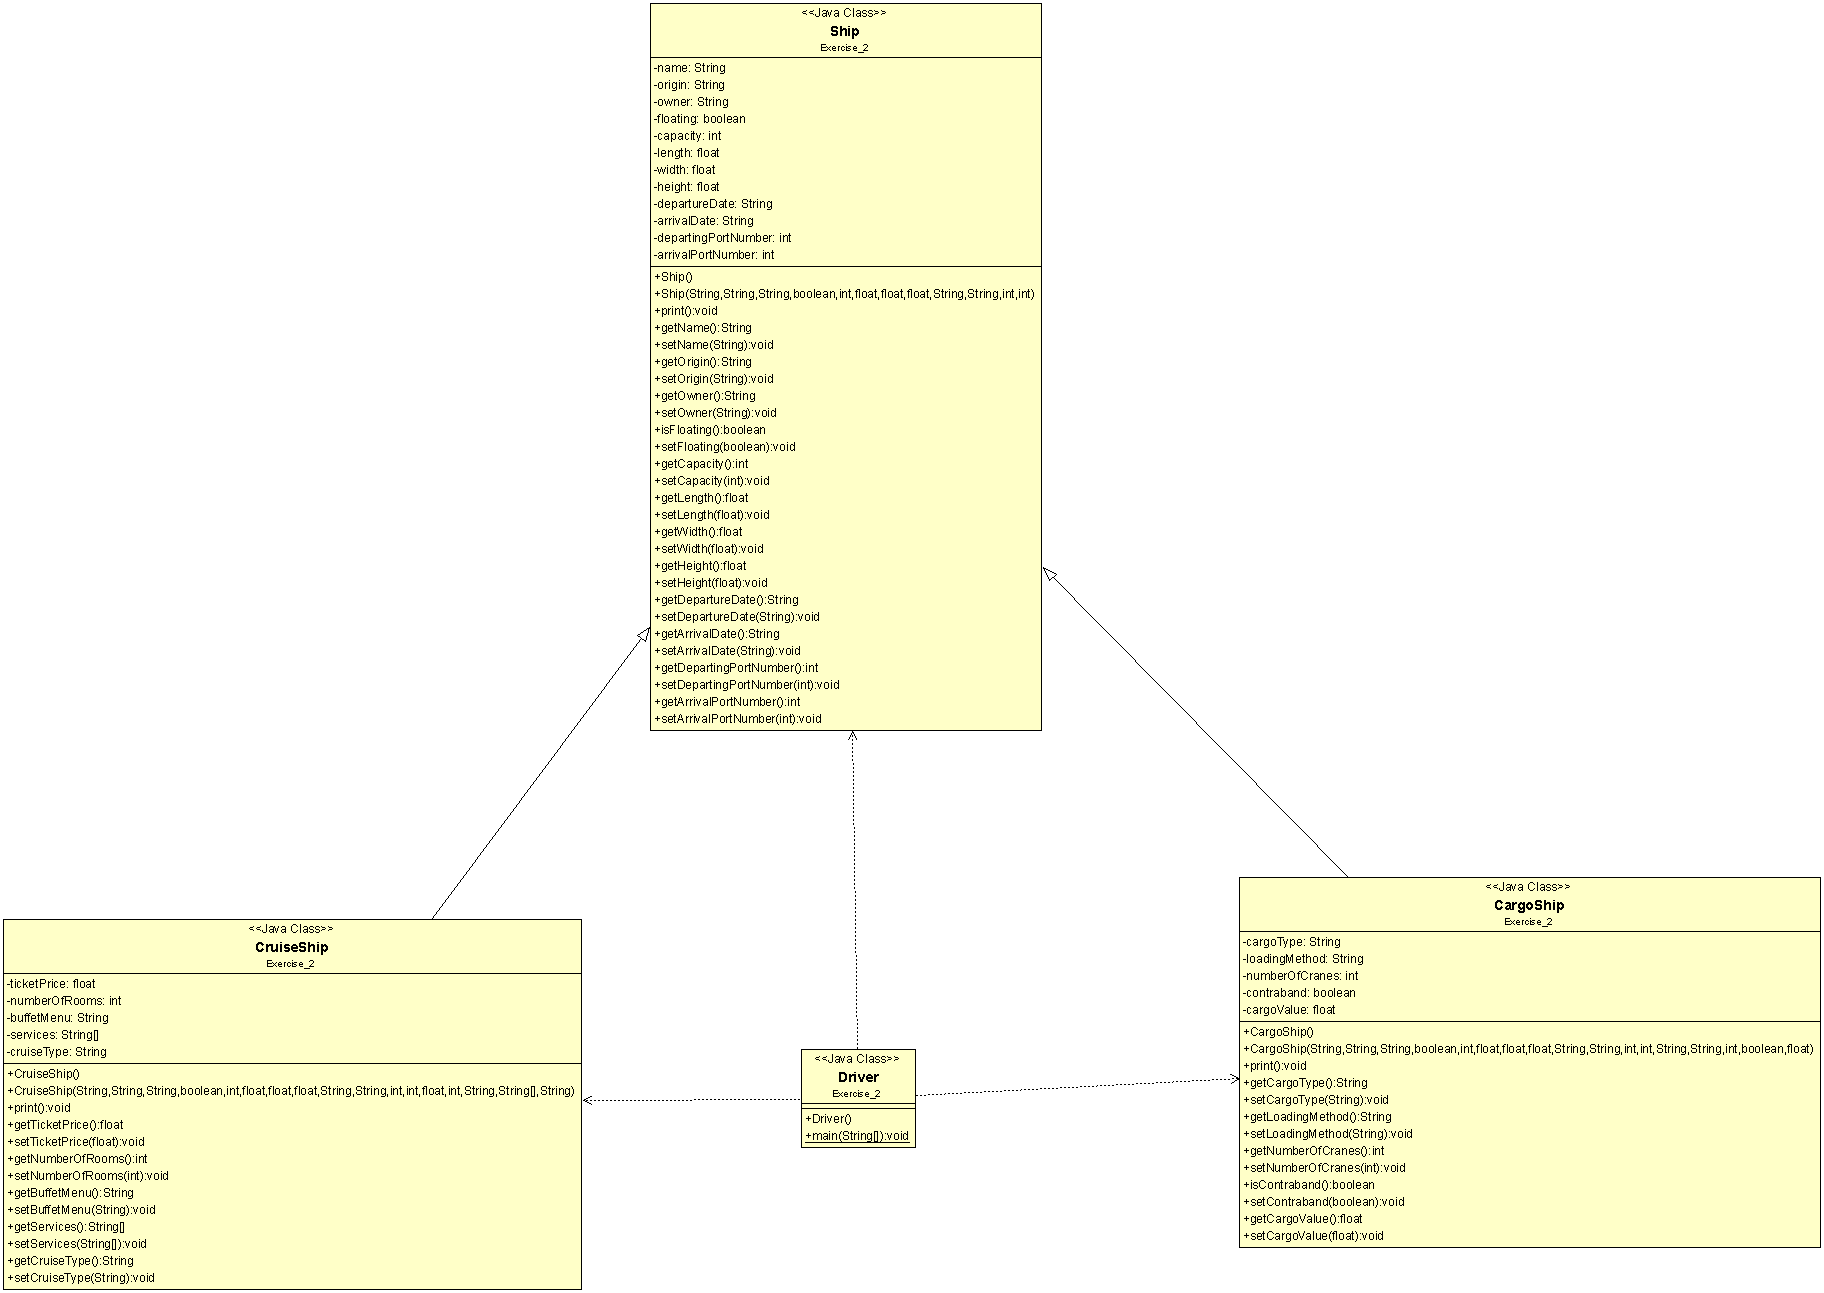 <<Java Class>>
Ship
Exercise_2
-name: String
-origin: String
-owner: String
-floating: boolean
-capacity: int
-length: float
-width: float
-height: float
-departureDate: String
-arrivalDate: String
-departingPortNumber: int
-arrivalPortNumber: int
+Ship()
+Ship(String,String,String,boolean,int,float,float,float,String,String,int,int)
+print():void
+getName():String
+setName(String):void
+getOrigin():String
+setOrigin(String):void
+getOwner():String
+setOwner(String):void
+isFloating():boolean
+setFloating(boolean):void
+getCapacity():int
+setCapacity(int):void
+getLength():float
+setLength(float):void
+getWidth():float
+setWidth(float):void
+getHeight():float
+setHeight(float):void
+getDepartureDate():String
+setDepartureDate(String):void
+getArrivalDate():String
+setArrivalDate(String):void
+getDepartingPortNumber():int
+setDepartingPortNumber(int):void
+getArrivalPortNumber():int
+setArrivalPortNumber(int):void
<<Java Class>>
CruiseShip
Exercise_2
-ticketPrice: float
-numberOfRooms: int
-buffetMenu: String
-services: String[]
-cruiseType: String
+CruiseShip()
+CruiseShip(String,String,String,boolean,int,float,float,float,String,String,int,int,float,int,String,String[],String)
+print():void
+getTicketPrice():float
+setTicketPrice(float):void
+getNumberOfRooms():int
+setNumberOfRooms(int):void
+getBuffetMenu():String
+setBuffetMenu(String):void
+getServices():String[]
+setServices(String[]):void
+getCruiseType():String
+setCruiseType(String):void
<<Java Class>>
Driver
Exercise_2
+Driver()
+main(String[]):void
<<Java Class>>
CargoShip
Exercise_2
-cargoType: String
-loadingMethod: String
-numberOfCranes: int
-contraband: boolean
-cargoValue: float
+CargoShip()
+CargoShip(String,String,String,boolean,int,float,float,float,String,String,int,int,String,String,int,boolean,float)
+print():void
+getCargoType():String
+setCargoType(String):void
+getLoadingMethod():String
+setLoadingMethod(String):void
+getNumberOfCranes():int
+setNumberOfCranes(int):void
+isContraband():boolean
+setContraband(boolean):void
+getCargoValue():float
+setCargoValue(float):void